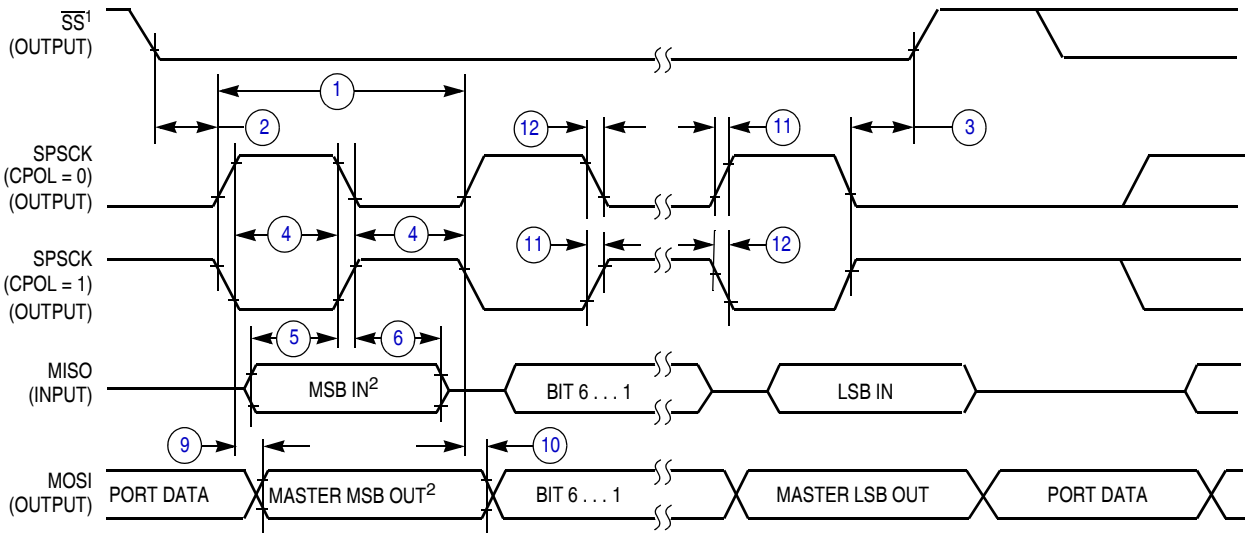 SS¹
(OUTPUT)
1
2
12
11
3
SPSCK
(CPOL = 0)
(OUTPUT)
4
4
11
12
SPSCK
(CPOL = 1)
(OUTPUT)
5
6
MISO
(INPUT)
MSB IN²
BIT 6 . . . 1
LSB IN
9
10
MOSI
(OUTPUT)
PORT DATA
MASTER MSB OUT²
BIT 6 . . . 1
MASTER LSB OUT
PORT DATA